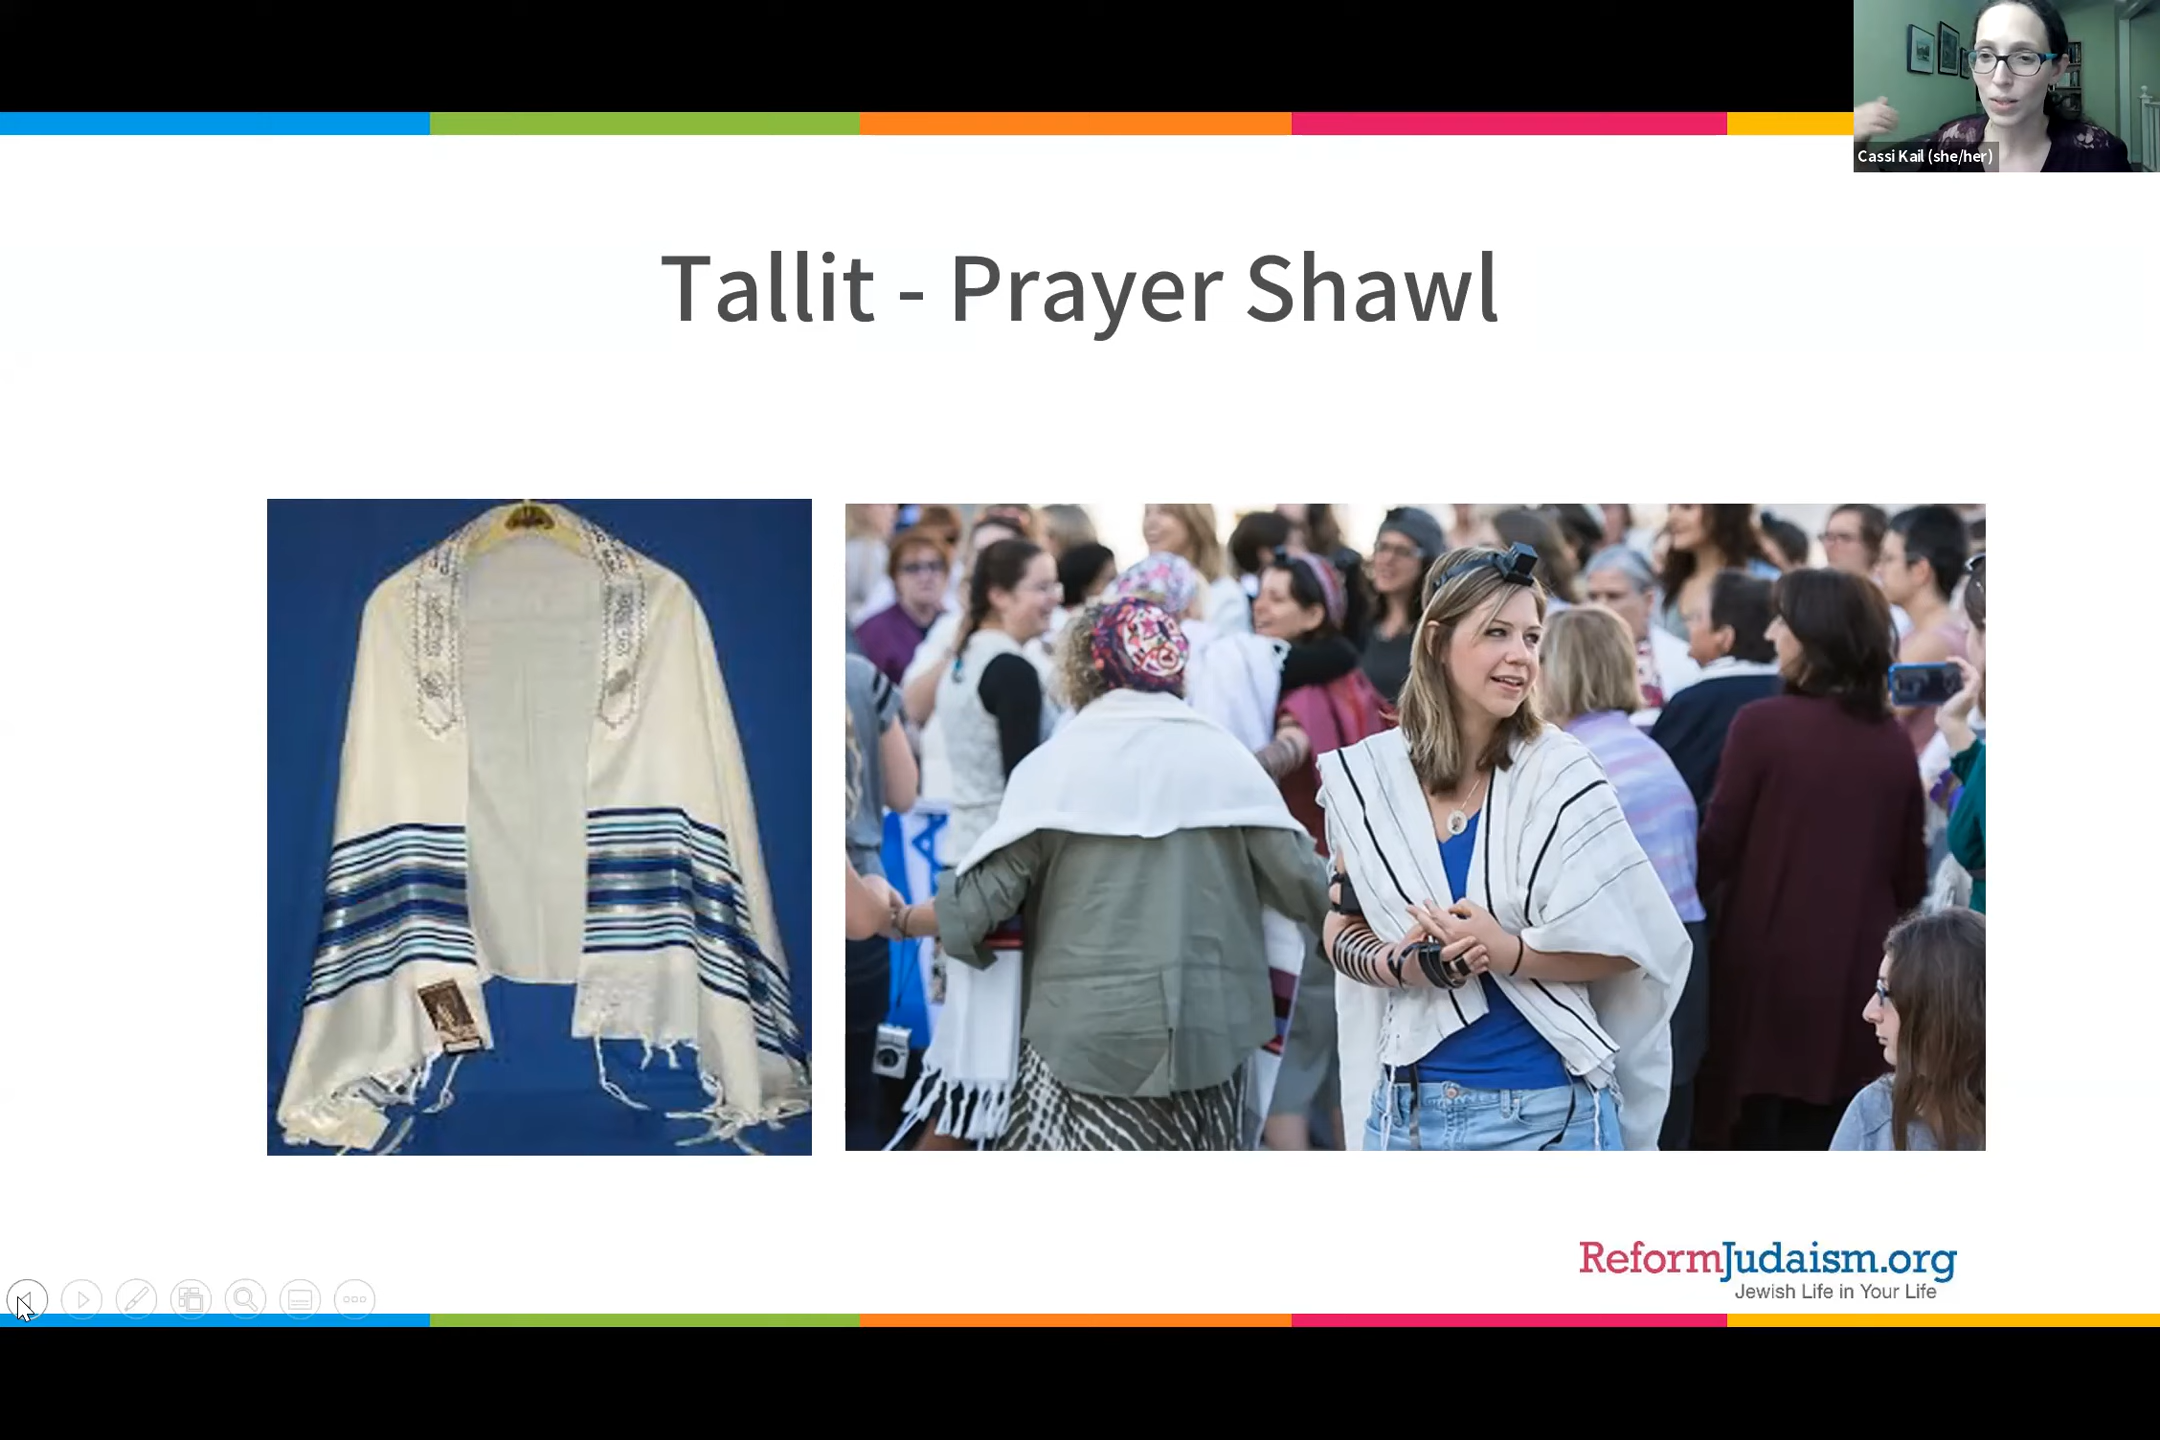 Cassi Kail (she/her)
Tallit - Prayer Shawl
ReformJudaism.org
Jewish Life in Your Life